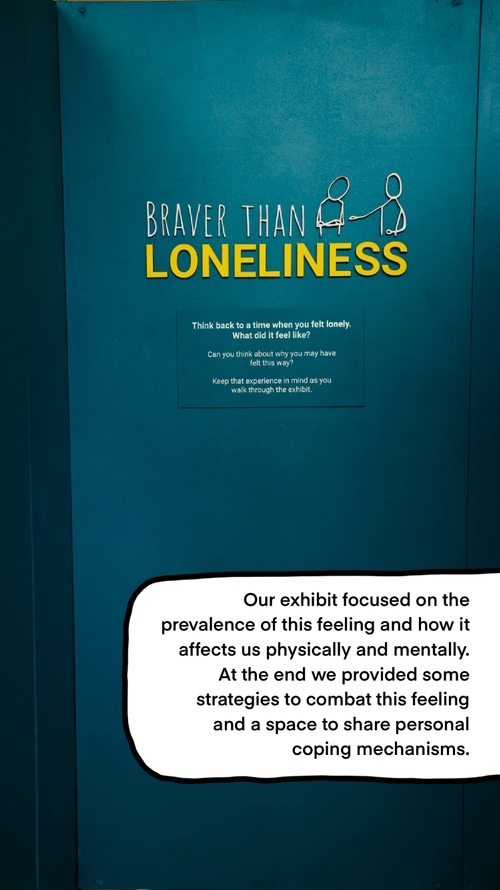 BRAVER THAN
LONELINESS
Think back to a time when you felt lonely.
What did it feel like?
Can you think about why you may have
felt this way?
Keep that experience in mind as you
walk through the exhibit.
Our exhibit focused on the
prevalence of this feeling and how it
affects us physically and mentally.
At the end we provided some
strategies to combat this feeling
and a space to share personal
coping mechanisms.